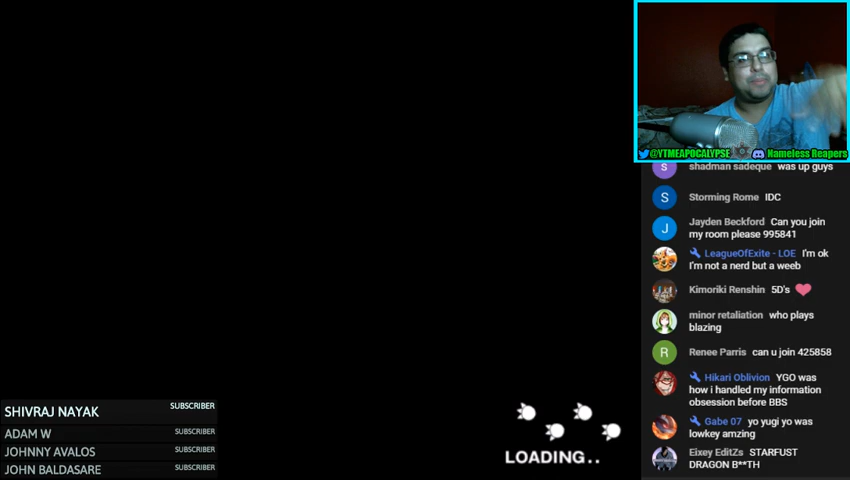 @YTMEAPOCALYPSE Nameless Reapers
shadman sadeque was up guys
S Storming Rome IDC
J Jayden Beckford Can you join
my room please 995841
LeagueOfExite - LOE I'm ok
I'm not a nerd but a weeb
Kimoriki Renshin 5D's
minor retaliation who plays
blazing
R Renee Parris can u join 425858
Hikari Oblivion YGO was
how i handled my information
obsession before BBS
Gabe 07 yo yugi yo was
lowkey amzing
Eixey EditZs STARFUST
DRAGON B**TH
SHIVRAJ NAYAK SUBSCRIBER
ADAM W SUBSCRIBER
JOHNNY AVALOS SUBSCRIBER
JOHN BALDASARE SUBSCRIBER
LOADING..